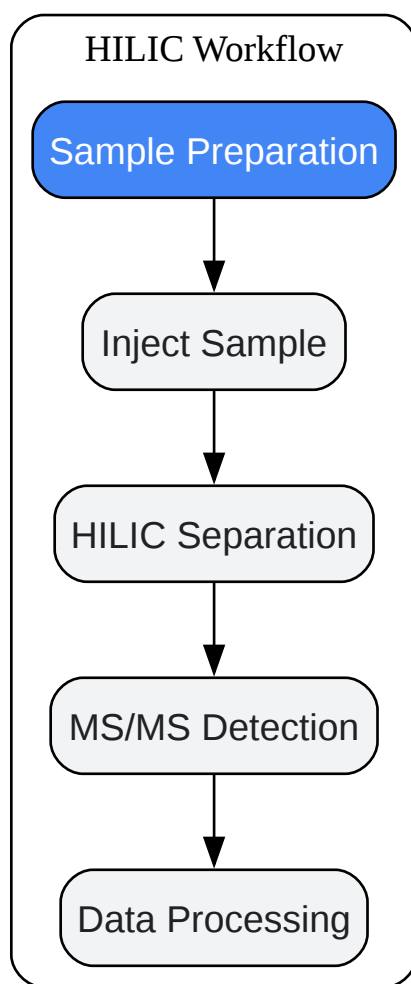 HILIC Workflow
Sample Preparation
Inject Sample
HILIC Separation
MS/MS Detection
Data Processing